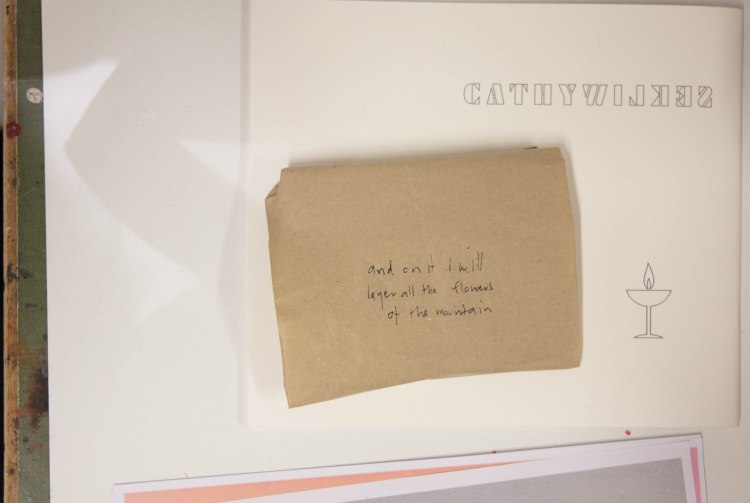 CATHYWILKES
and on it I will
layer all the flowers
of the mountain